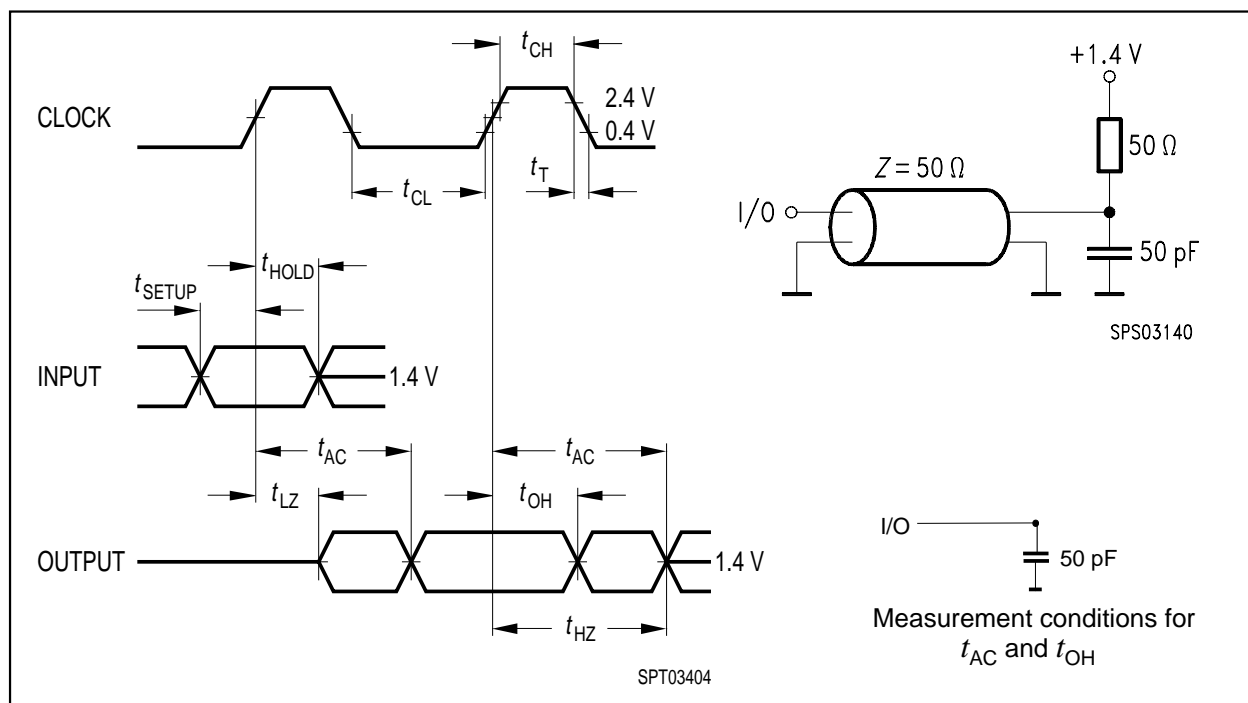 t_CH
CLOCK
2.4 V
0.4 V
t_T
t_CL
t_HOLD
t_SETUP
INPUT
1.4 V
t_AC
t_AC
t_LZ
t_OH
OUTPUT
1.4 V
t_HZ
SPT03404
+1.4 V
50 Ω
Z = 50 Ω
I/O
50 pF
SPS03140
I/O
50 pF
Measurement conditions for
t_AC and t_OH